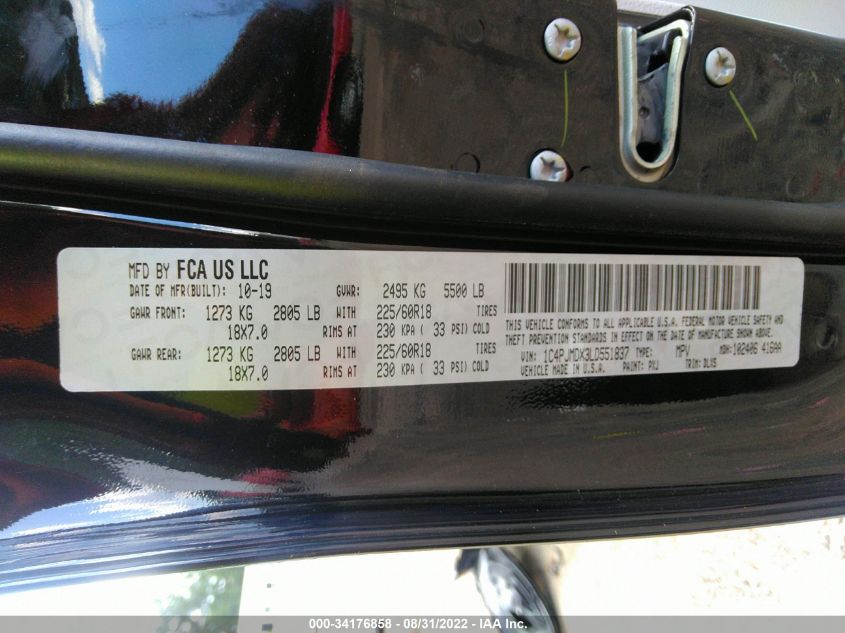 MFD BY FCA US LLC
DATE OF MFR(BUILT): 10-19 GVWR: 2495 KG 5500 LB
GAWR FRONT: 1273 KG 2805 LB WITH 225/60R18 TIRES
18X7.0 RIMS AT 230 KPA ( 33 PSI) COLD
GAWR REAR: 1273 KG 2805 LB WITH 225/60R18 TIRES
18X7.0 RIMS AT 230 KPA ( 33 PSI) COLD
THIS VEHICLE CONFORMS TO ALL APPLICABLE U.S.A. FEDERAL MOTOR VEHICLE SAFETY AND
THEFT PREVENTION STANDARDS IN EFFECT ON THE DATE OF MANUFACTURE SHOWN ABOVE.
VIN: 1C4PJMDX3LD551837 TYPE: MPV MDH: 102406 416AA
VEHICLE MADE IN U.S.A. PAINT: PXJ TRIM: DLX5
000-34176858 - 08/31/2022 - IAA Inc.